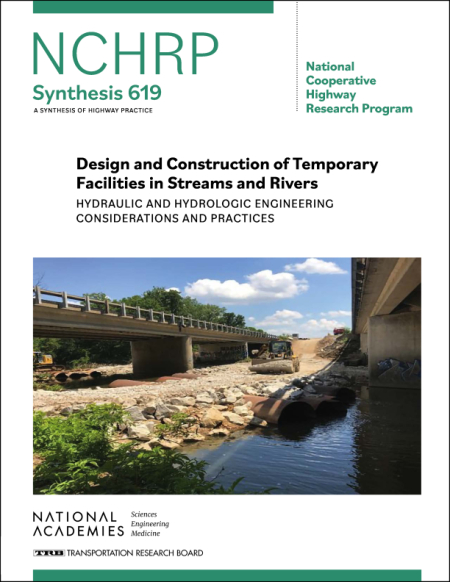 NCHRP
Synthesis 619
A SYNTHESIS OF HIGHWAY PRACTICE
National
Cooperative
Highway
Research Program
Design and Construction of Temporary
Facilities in Streams and Rivers
HYDRAULIC AND HYDROLOGIC ENGINEERING
CONSIDERATIONS AND PRACTICES
NATIONAL
ACADEMIES
Sciences
Engineering
Medicine
TRB TRANSPORTATION RESEARCH BOARD